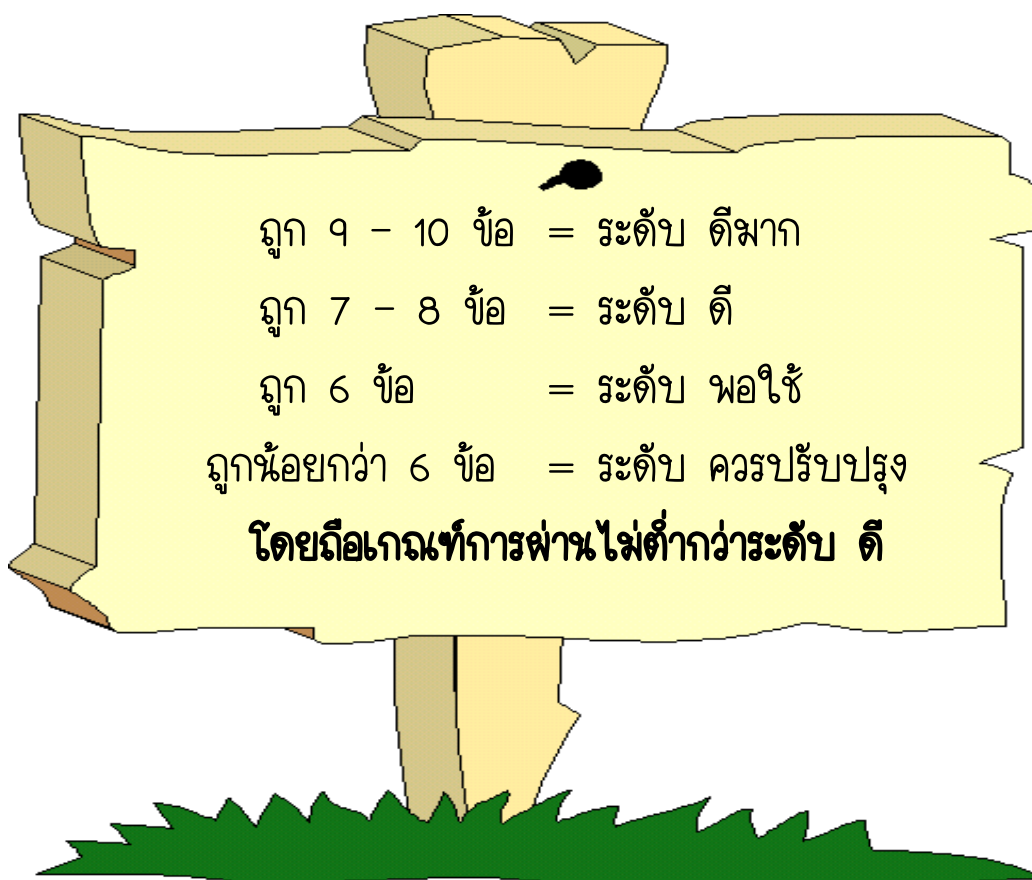 ถูก 9 - 10 ข้อ = ระดับ ดีมาก
ถูก 7 - 8 ข้อ = ระดับ ดี
ถูก 6 ข้อ = ระดับ พอใช้
ถูกน้อยกว่า 6 ข้อ = ระดับ ควรปรับปรุง
โดยถือเกณฑ์การผ่านไม่ต่ำกว่าระดับ ดี